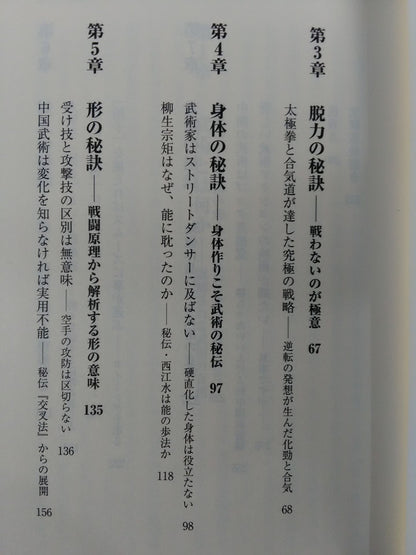 第3章　脱力の秘訣──戦わないのが極意　67
太極拳と合気道が達した究極の戦略──逆転の発想が生んだ化勁と合気　68
第4章　身体の秘訣──身体作りこそ武術の秘伝　97
武術家はストリートダンサーに及ばない──硬直化した身体は役立たない　98
柳生宗矩はなぜ、能に耽ったのか──秘伝・西江水は能の歩法か　118
第5章　形の秘訣──戦闘原理から解析する形の意味　135
受け技と攻撃技の区別は無意味──空手の攻防は区切らない　136
中国武術は変化を知らなければ実用不能──秘伝『交叉法』からの展開　156